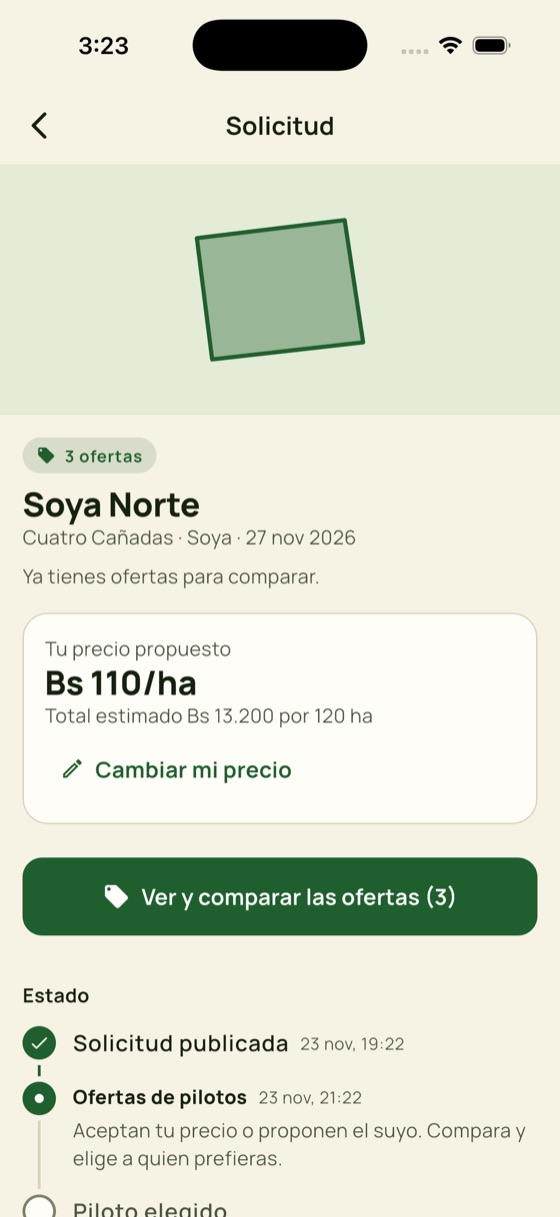 3:23
Solicitud
3 ofertas
Soya Norte
Cuatro Cañadas · Soya · 27 nov 2026
Ya tienes ofertas para comparar.
Tu precio propuesto
Bs 110/ha
Total estimado Bs 13.200 por 120 ha
Cambiar mi precio
Ver y comparar las ofertas (3)
Estado
Solicitud publicada 23 nov, 19:22
Ofertas de pilotos 23 nov, 21:22
Aceptan tu precio o proponen el suyo. Compara y
elige a quien prefieras.
Piloto elegido